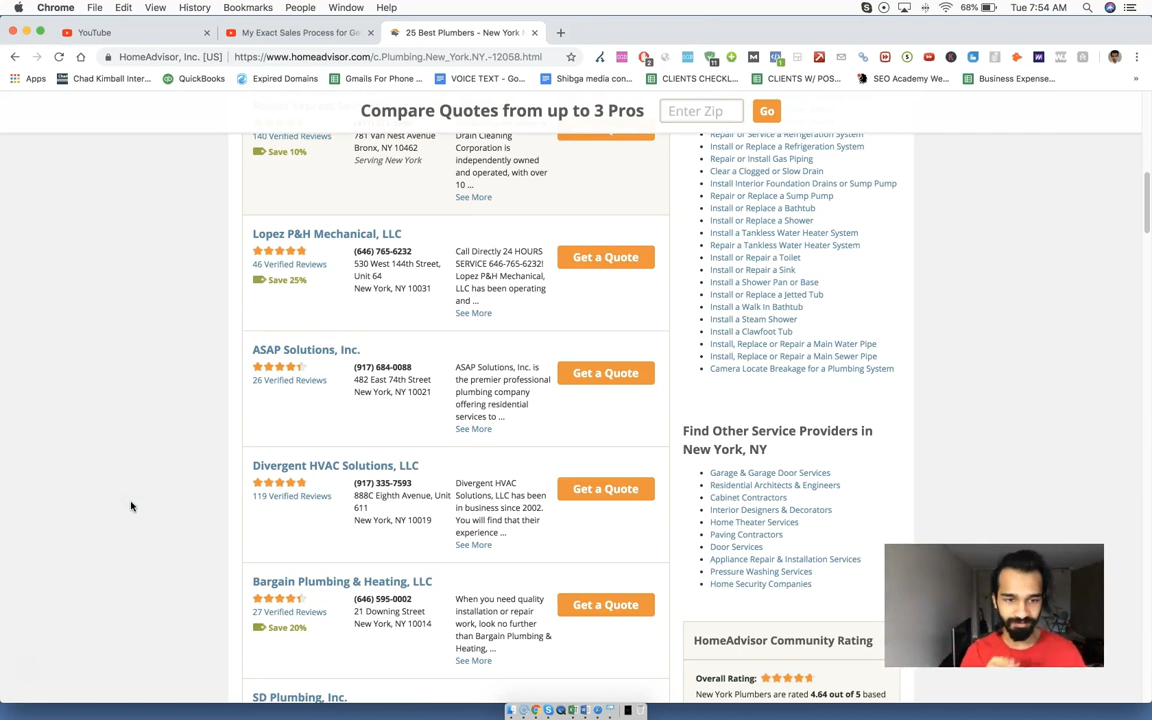 Chrome File Edit View History Bookmarks People Window Help 68% Tue 7:54 AM
YouTube My Exact Sales Process for Ge 25 Best Plumbers - New York
HomeAdvisor, Inc. [US] https://www.homeadvisor.com/c.Plumbing.New_York.NY.-12058.html
Apps Chad Kimball Inter... QuickBooks Expired Domains Gmails For Phone ... VOICE TEXT - Go... Shibga media con... CLIENTS CHECKL... CLIENTS W/ POS... SEO Academy We... Business Expense... »
Compare Quotes from up to 3 Pros Enter Zip Go
140 Verified Reviews
Save 10%
781 Van Nest Avenue
Bronx, NY 10462
Serving New York
Drain Cleaning
Corporation is
independently owned
and operated, with over
10 ...
See More
Lopez P&H Mechanical, LLC
46 Verified Reviews
Save 25%
(646) 765-6232
530 West 144th Street,
Unit 64
New York, NY 10031
Call Directly 24 HOURS
SERVICE 646-765-6232!
Lopez P&H Mechanical,
LLC has been operating
and ...
See More
Get a Quote
ASAP Solutions, Inc.
26 Verified Reviews
(917) 684-0088
482 East 74th Street
New York, NY 10021
ASAP Solutions, Inc. is
the premier professional
plumbing company
offering residential
services to ...
See More
Get a Quote
Divergent HVAC Solutions, LLC
119 Verified Reviews
(917) 335-7593
888C Eighth Avenue, Unit
611
New York, NY 10019
Divergent HVAC
Solutions, LLC has been
in business since 2002.
You will find that their
experience ...
See More
Get a Quote
Bargain Plumbing & Heating, LLC
27 Verified Reviews
Save 20%
(646) 595-0002
21 Downing Street
New York, NY 10014
When you need quality
installation or repair
work, look no further
than Bargain Plumbing &
Heating, ...
See More
Get a Quote
SD Plumbing, Inc.
Repair or Service a Refrigeration System
Install or Replace a Refrigeration System
Repair or Install Gas Piping
Clear a Clogged or Slow Drain
Install Interior Foundation Drains or Sump Pump
Repair or Replace a Sump Pump
Install or Replace a Bathtub
Install or Replace a Shower
Install a Tankless Water Heater System
Repair a Tankless Water Heater System
Install or Repair a Toilet
Install or Repair a Sink
Install a Shower Pan or Base
Install or Replace a Jetted Tub
Install a Walk In Bathtub
Install a Steam Shower
Install a Clawfoot Tub
Install, Replace or Repair a Main Water Pipe
Install, Replace or Repair a Main Sewer Pipe
Camera Locate Breakage for a Plumbing System
Find Other Service Providers in
New York, NY
Garage & Garage Door Services
Residential Architects & Engineers
Cabinet Contractors
Interior Designers & Decorators
Home Theater Services
Paving Contractors
Door Services
Appliance Repair & Installation Services
Pressure Washing Services
Home Security Companies
HomeAdvisor Community Rating
Overall Rating:
New York Plumbers are rated 4.64 out of 5 based